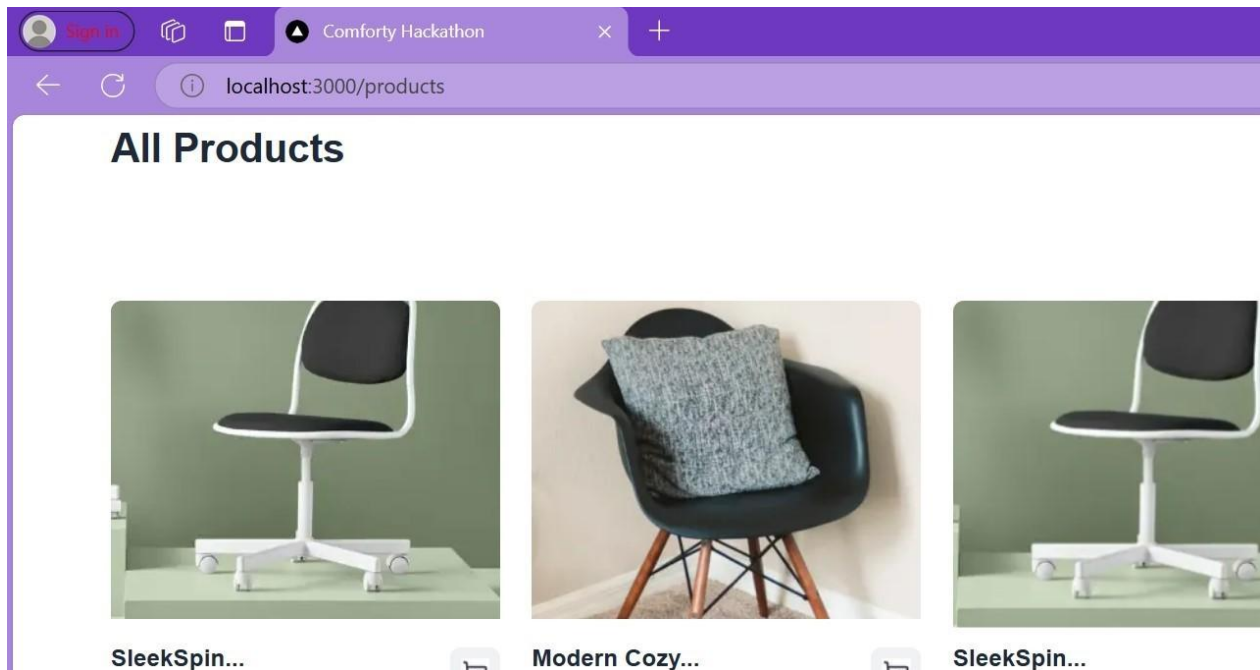 Sign in
Comforty Hackathon
localhost:3000/products
All Products
SleekSpin...
Modern Cozy...
SleekSpin...